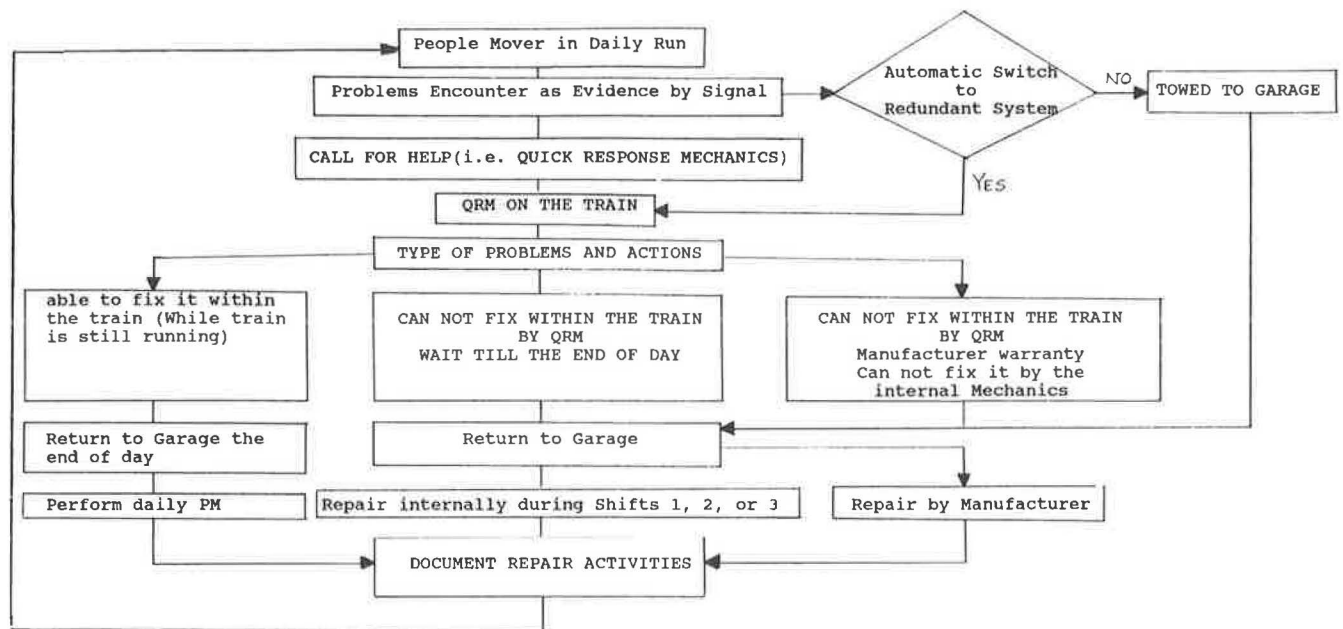 People Mover in Daily Run
Problems Encounter as Evidence by Signal
Automatic Switch
to
Redundant System
NO
TOWED TO GARAGE
YES
CALL FOR HELP(i.e. QUICK RESPONSE MECHANICS)
QRM ON THE TRAIN
TYPE OF PROBLEMS AND ACTIONS
able to fix it within
the train (While train
is still running)
CAN NOT FIX WITHIN THE TRAIN
BY QRM
WAIT TILL THE END OF DAY
CAN NOT FIX WITHIN THE TRAIN
BY QRM
Manufacturer warranty
Can not fix it by the
internal Mechanics
Return to Garage the
end of day
Return to Garage
Perform daily PM
Repair internally during Shifts 1, 2, or 3
Repair by Manufacturer
DOCUMENT REPAIR ACTIVITIES